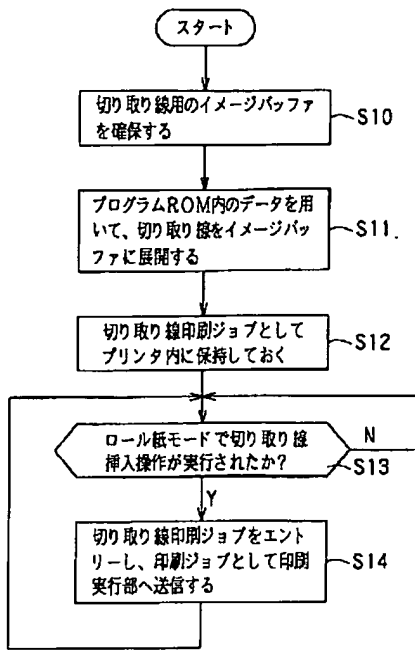 スタート
切り取り線用のイメージバッファ
を確保する
S10
プログラムROM内のデータを用
いて、切り取り線をイメージバッ
ファに展開する
S11.
切り取り線印刷ジョブとして
プリンタ内に保持しておく
S12
ロール紙モードで切り取り線
挿入操作が実行されたか?
N
S13
Y
切り取り線印刷ジョブをエント
リーし、印刷ジョブとして印刷
実行部へ送信する
S14